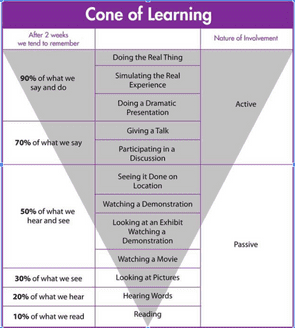 Cone of Learning
After 2 weeks
we tend to remember
Nature of Involvement
90% of what we
say and do
Doing the Real Thing
Simulating the Real
Experience
Doing a Dramatic
Presentation
Active
70% of what we say
Giving a Talk
Participating in a
Discussion
50% of what we
hear and see
Seeing it Done on
Location
Watching a Demonstration
Looking at an Exhibit
Watching a
Demonstration
Watching a Movie
Passive
30% of what we see
Looking at Pictures
20% of what we hear
Hearing Words
10% of what we read
Reading